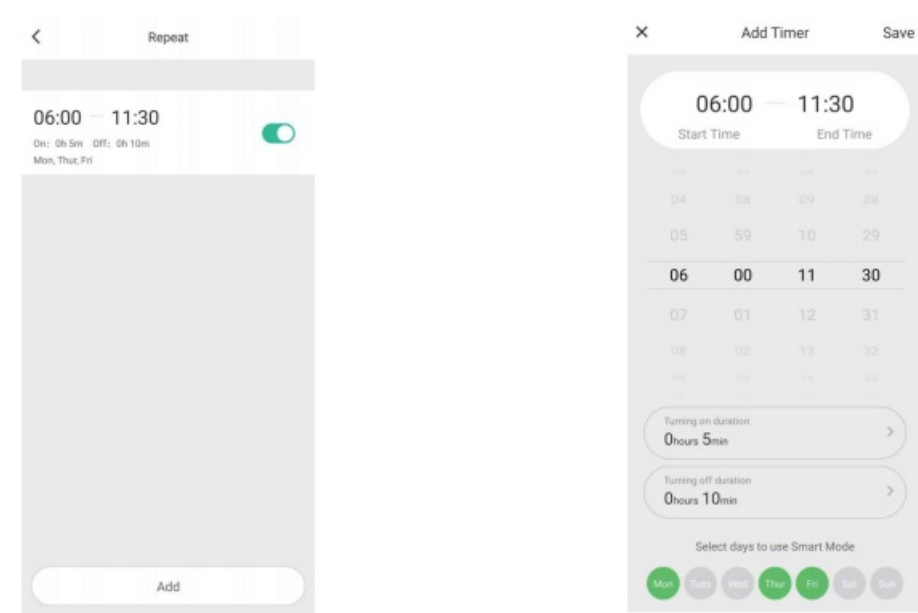 Repeat
06:00 — 11:30
On: 0h 5m Off: 0h 10m
Mon, Thur, Fri
Add
Add Timer
Save
06:00 — 11:30
Start Time End Time
04 58 09 28
05 59 10 29
06 00 11 30
07 01 12 31
08 02 13 32
Turning on duration
0hours 5min
Turning off duration
0hours 10min
Select days to use Smart Mode
Mon Tues Wed Thur Fri Sat Sun